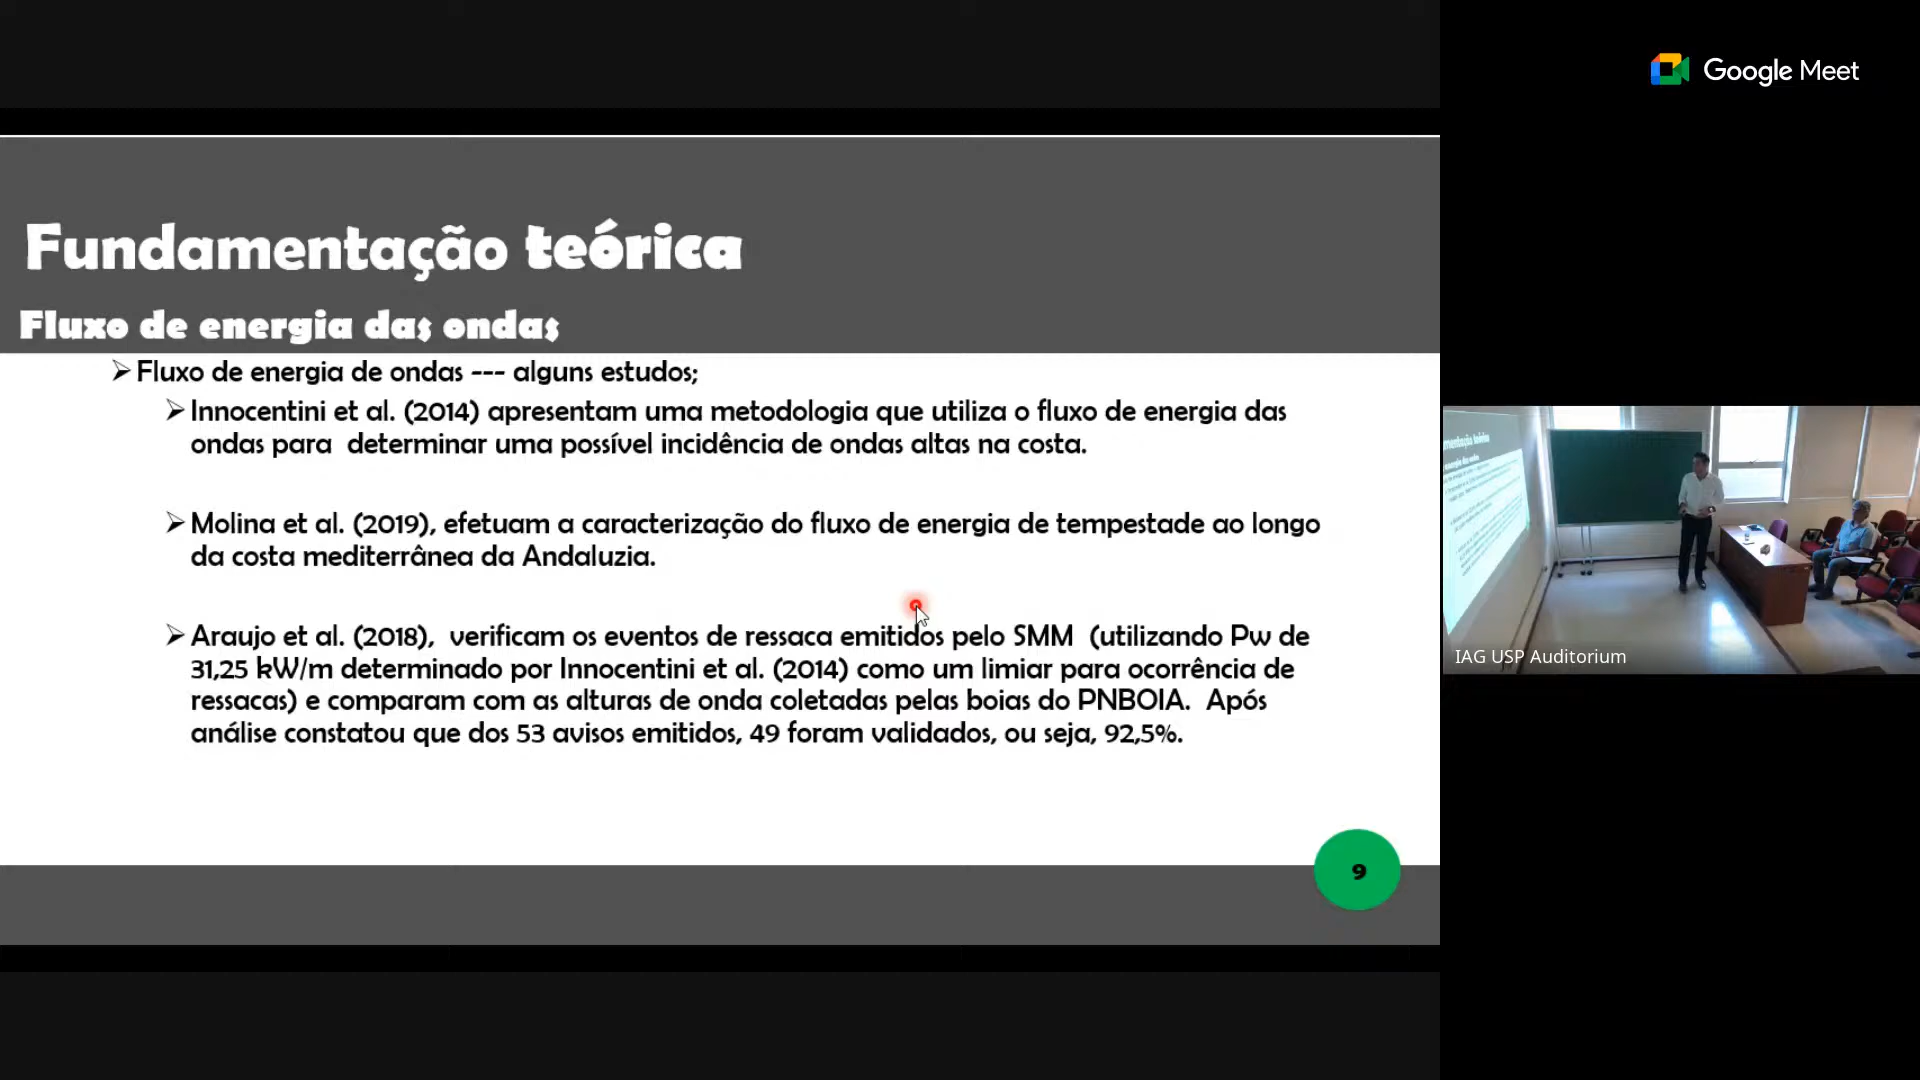 Google Meet
Fundamentação teórica
Fluxo de energia das ondas
Fluxo de energia de ondas --- alguns estudos;
Innocentini et al. (2014) apresentam uma metodologia que utiliza o fluxo de energia das
ondas para determinar uma possível incidência de ondas altas na costa.
Molina et al. (2019), efetuam a caracterização do fluxo de energia de tempestade ao longo
da costa mediterrânea da Andaluzia.
Araujo et al. (2018), verificam os eventos de ressaca emitidos pelo SMM (utilizando Pw de
31,25 kW/m determinado por Innocentini et al. (2014) como um limiar para ocorrência de
ressacas) e comparam com as alturas de onda coletadas pelas boias do PNBOIA. Após
análise constatou que dos 53 avisos emitidos, 49 foram validados, ou seja, 92,5%.
9
IAG USP Auditorium